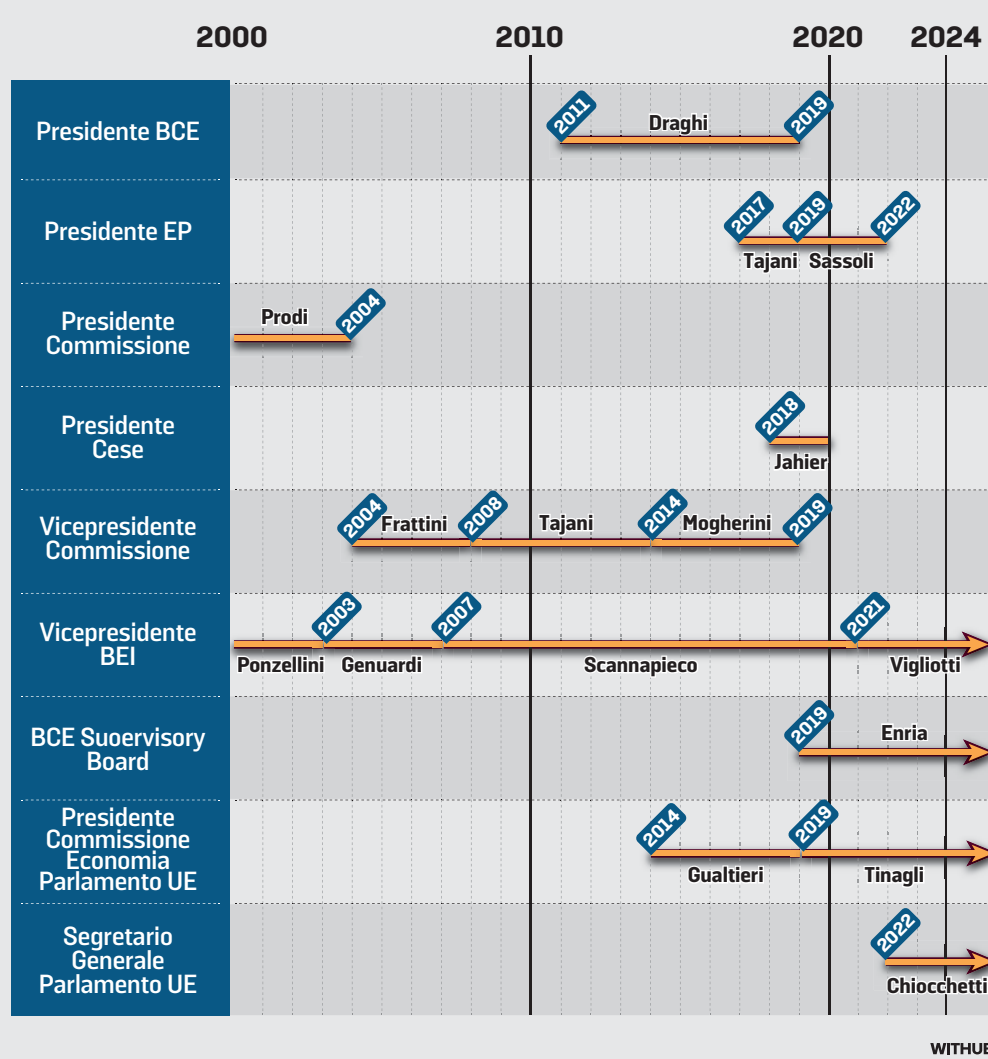 2000 2010 2020 2024
Presidente BCE
2011 Draghi 2019
Presidente EP
2017 2019 2022
Tajani Sassoli
Presidente
Commissione
Prodi 2004
Presidente
Cese
2018
Jahier
Vicepresidente
Commissione
2004 Frattini 2008 Tajani 2014 Mogherini 2019
Vicepresidente
BEI
2003 2007 2021
Ponzellini Genuardi Scannapieco Vigliotti
BCE Suoervisory
Board
2019 Enria
Presidente
Commissione
Economia
Parlamento UE
2014 2019
Gualtieri Tinagli
Segretario
Generale
Parlamento UE
2022
Chiocchetti
WITHUB